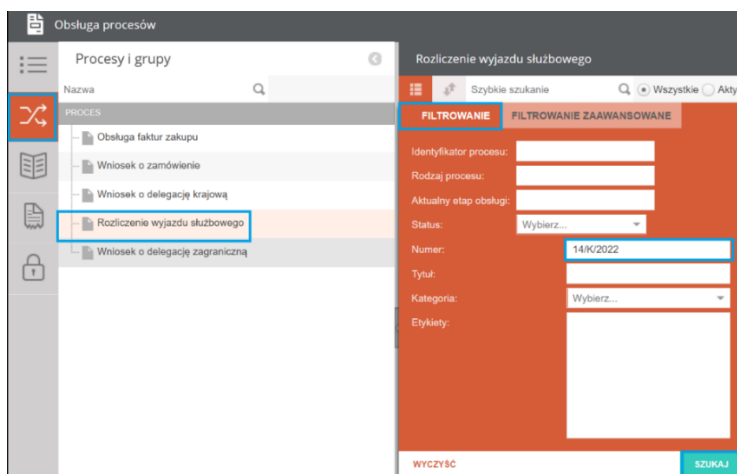 Obsługa procesów
Procesy i grupy
Nazwa
PROCES
Obsługa faktur zakupu
Wniosek o zamówienie
Wniosek o delegację krajową
Rozliczenie wyjazdu służbowego
Wniosek o delegację zagraniczną
Rozliczenie wyjazdu służbowego
Szybkie szukanie Wszystkie Akty
FILTROWANIE FILTROWANIE ZAAWANSOWANE
Identyfikator procesu:
Rodzaj procesu:
Aktualny etap obsługi:
Status: Wybierz...
Numer: 14/K/2022
Tytuł:
Kategoria: Wybierz...
Etykiety:
WYCZYŚĆ SZUKAJ